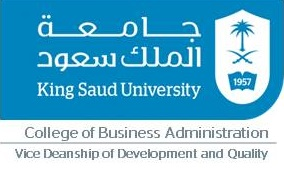 جامعة
الملك سعود
King Saud University
1957
College of Business Administration
Vice Deanship of Development and Quality